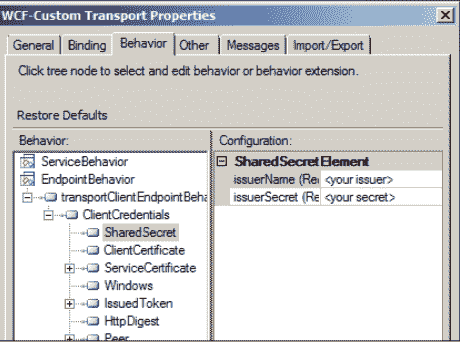 WCF-Custom Transport Properties
General Binding Behavior Other Messages Import/Export
Click tree node to select and edit behavior or behavior extension.
Restore Defaults
Behavior:
Configuration:
ServiceBehavior
EndpointBehavior
transportClientEndpointBeha
ClientCredentials
SharedSecret
ClientCertificate
ServiceCertificate
Windows
IssuedToken
HttpDigest
Peer
SharedSecretElement
issuerName (Re <your issuer>
issuerSecret (Re <your secret>